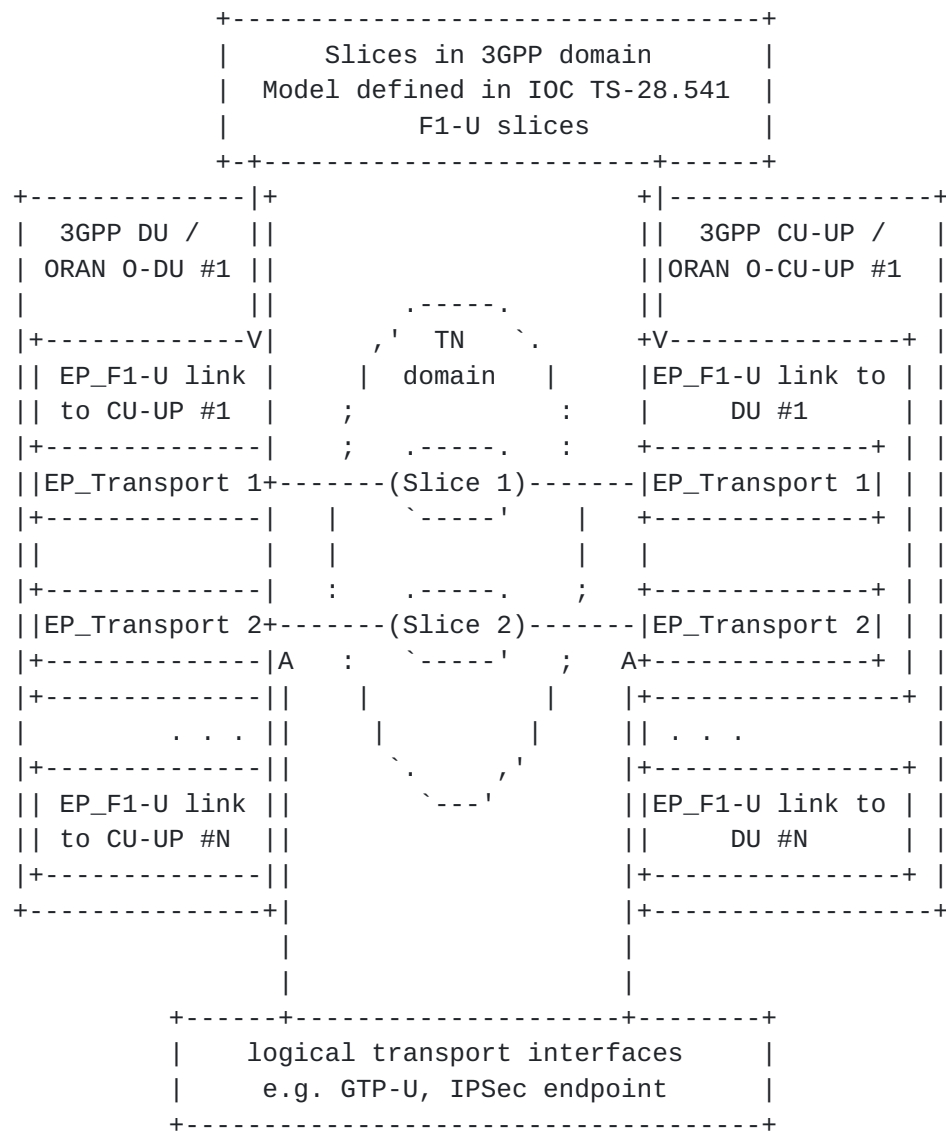 Slices in 3GPP domain
Model defined in IOC TS-28.541
F1-U slices
3GPP DU /
ORAN O-DU #1
3GPP CU-UP /
ORAN O-CU-UP #1
TN
domain
EP_F1-U link
to CU-UP #1
EP_F1-U link to
DU #1
EP_Transport 1
(Slice 1)
EP_Transport 1
EP_Transport 2
(Slice 2)
EP_Transport 2
. . .
. . .
EP_F1-U link
to CU-UP #N
EP_F1-U link to
DU #N
logical transport interfaces
e.g. GTP-U, IPSec endpoint